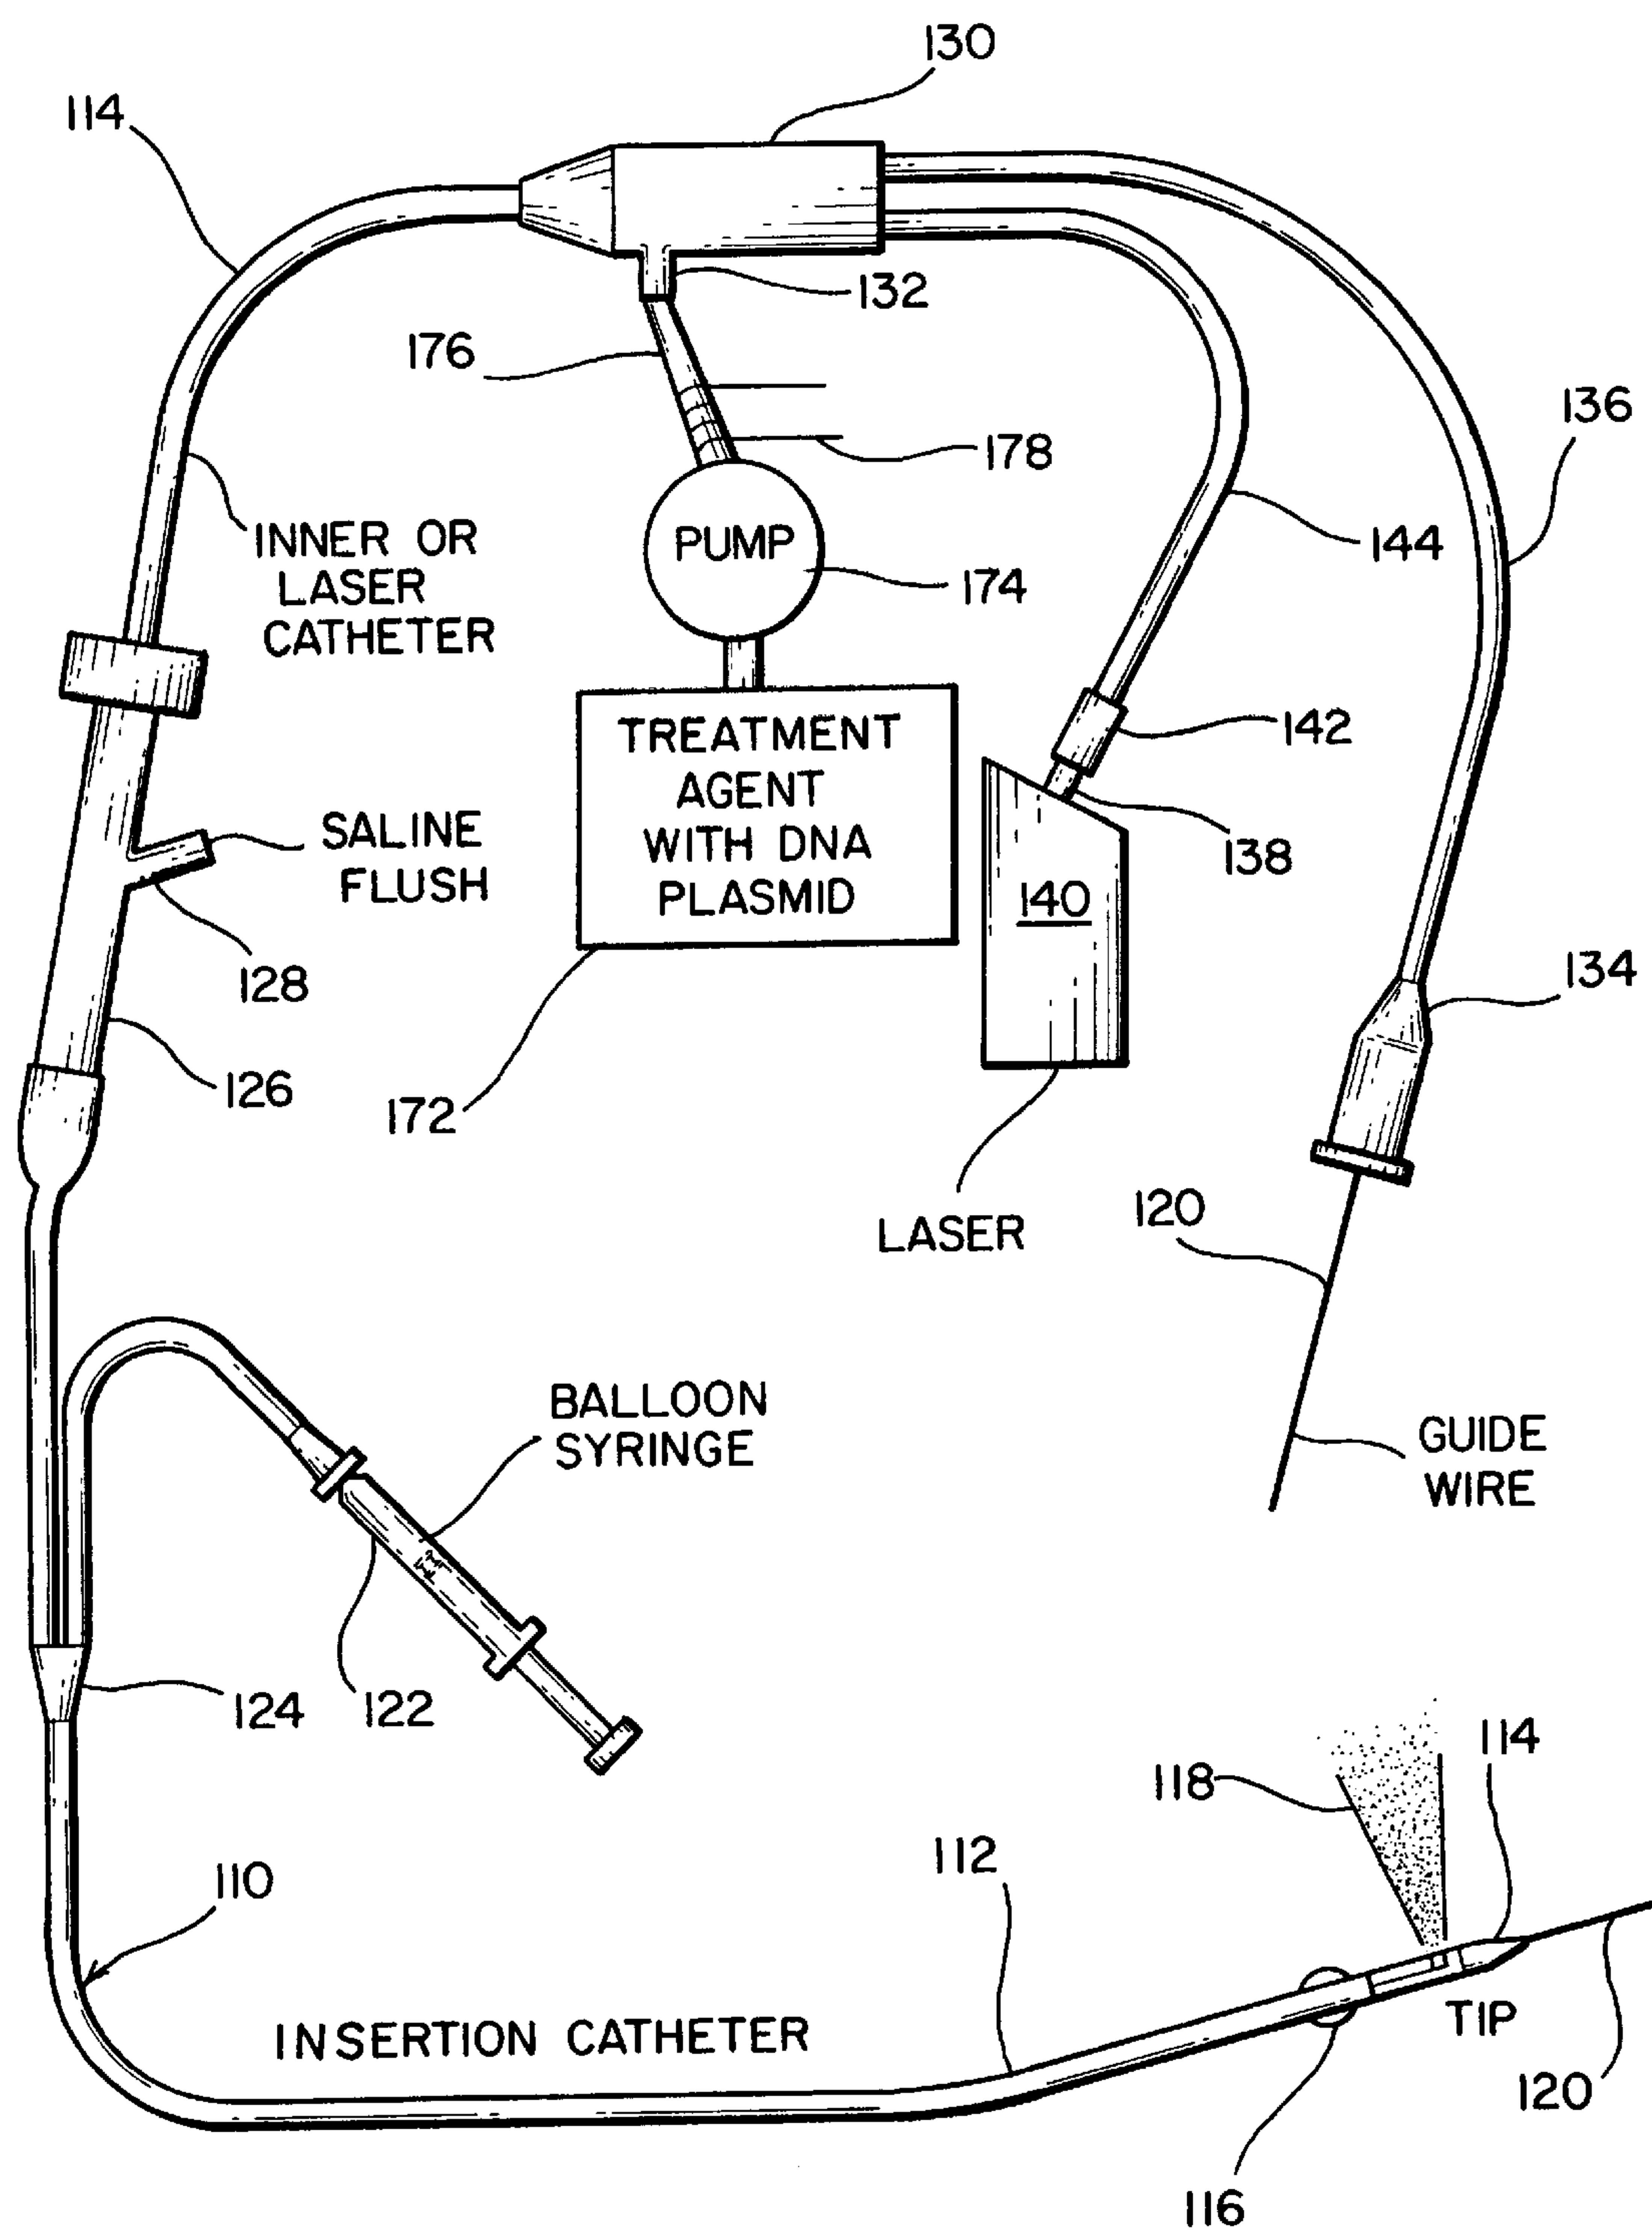 130
114
132
176
136
178
144
PUMP
INNER OR
LASER
CATHETER
174
TREATMENT
AGENT
WITH DNA
PLASMID
142
SALINE
FLUSH
138
140
128
134
126
172
120
LASER
BALLOON
SYRINGE
GUIDE
WIRE
124
122
118
114
112
110
INSERTION CATHETER
TIP
120
116